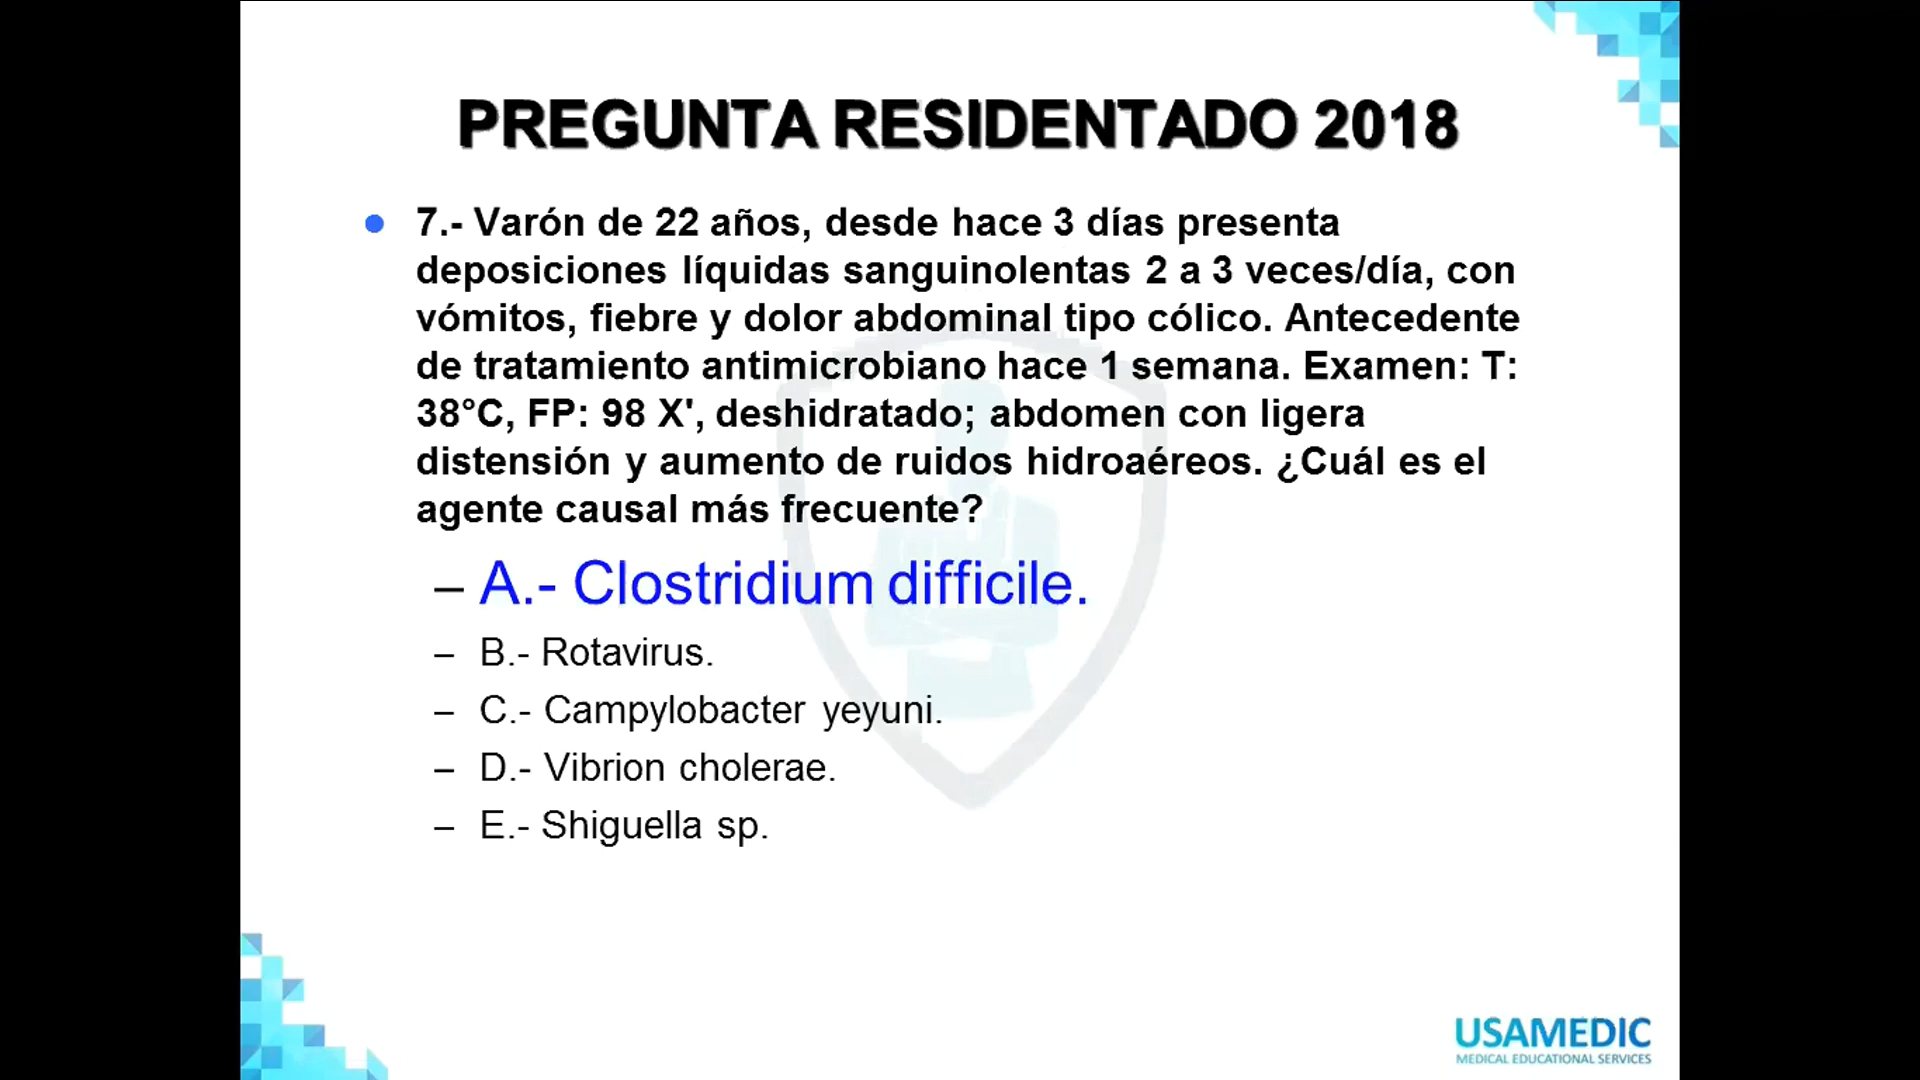 PREGUNTA RESIDENTADO 2018
● 7.- Varón de 22 años, desde hace 3 días presenta
deposiciones líquidas sanguinolentas 2 a 3 veces/día, con
vómitos, fiebre y dolor abdominal tipo cólico. Antecedente
de tratamiento antimicrobiano hace 1 semana. Examen: T:
38°C, FP: 98 X', deshidratado; abdomen con ligera
distensión y aumento de ruidos hidroaéreos. ¿Cuál es el
agente causal más frecuente?
– A.- Clostridium difficile.
– B.- Rotavirus.
– C.- Campylobacter yeyuni.
– D.- Vibrion cholerae.
– E.- Shiguella sp.
USAMEDIC
MEDICAL EDUCATIONAL SERVICES